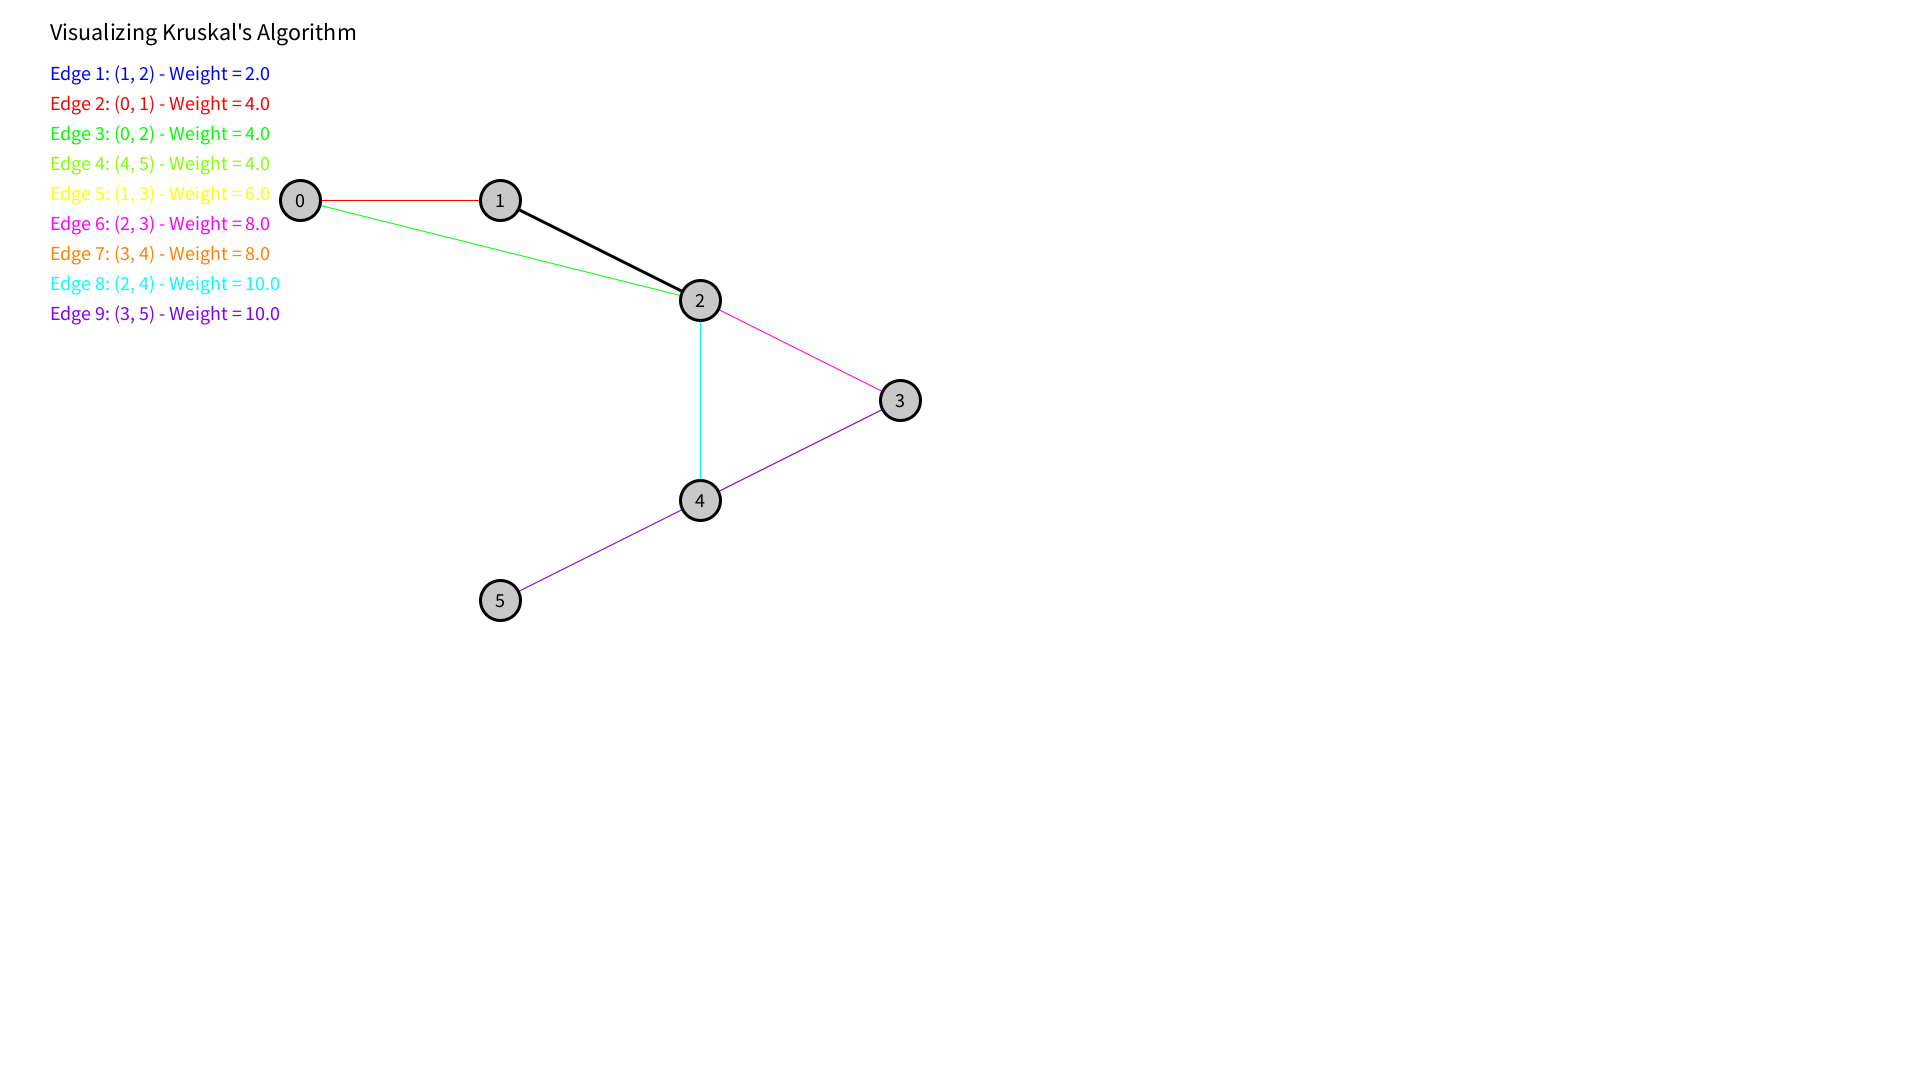 Visualizing Kruskal's Algorithm
Edge 1: (1, 2) - Weight = 2.0
Edge 2: (0, 1) - Weight = 4.0
Edge 3: (0, 2) - Weight = 4.0
Edge 4: (4, 5) - Weight = 4.0
Edge 5: (1, 3) - Weight = 6.0
Edge 6: (2, 3) - Weight = 8.0
Edge 7: (3, 4) - Weight = 8.0
Edge 8: (2, 4) - Weight = 10.0
Edge 9: (3, 5) - Weight = 10.0
0
1
2
3
4
5